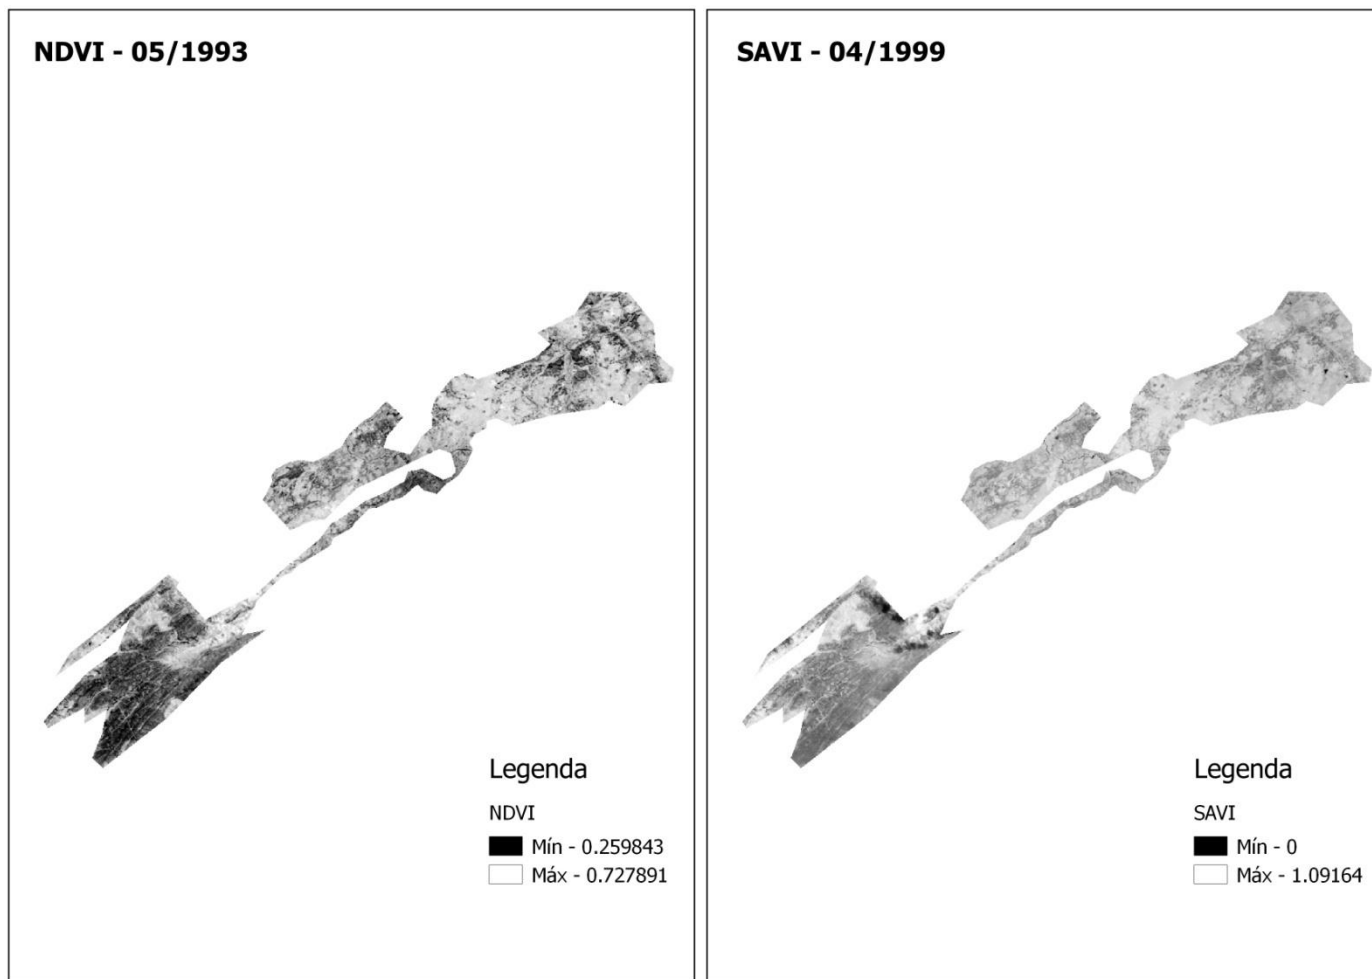 NDVI - 05/1993
Legenda
NDVI
Mín - 0.259843
Máx - 0.727891
SAVI - 04/1999
Legenda
SAVI
Mín - 0
Máx - 1.09164